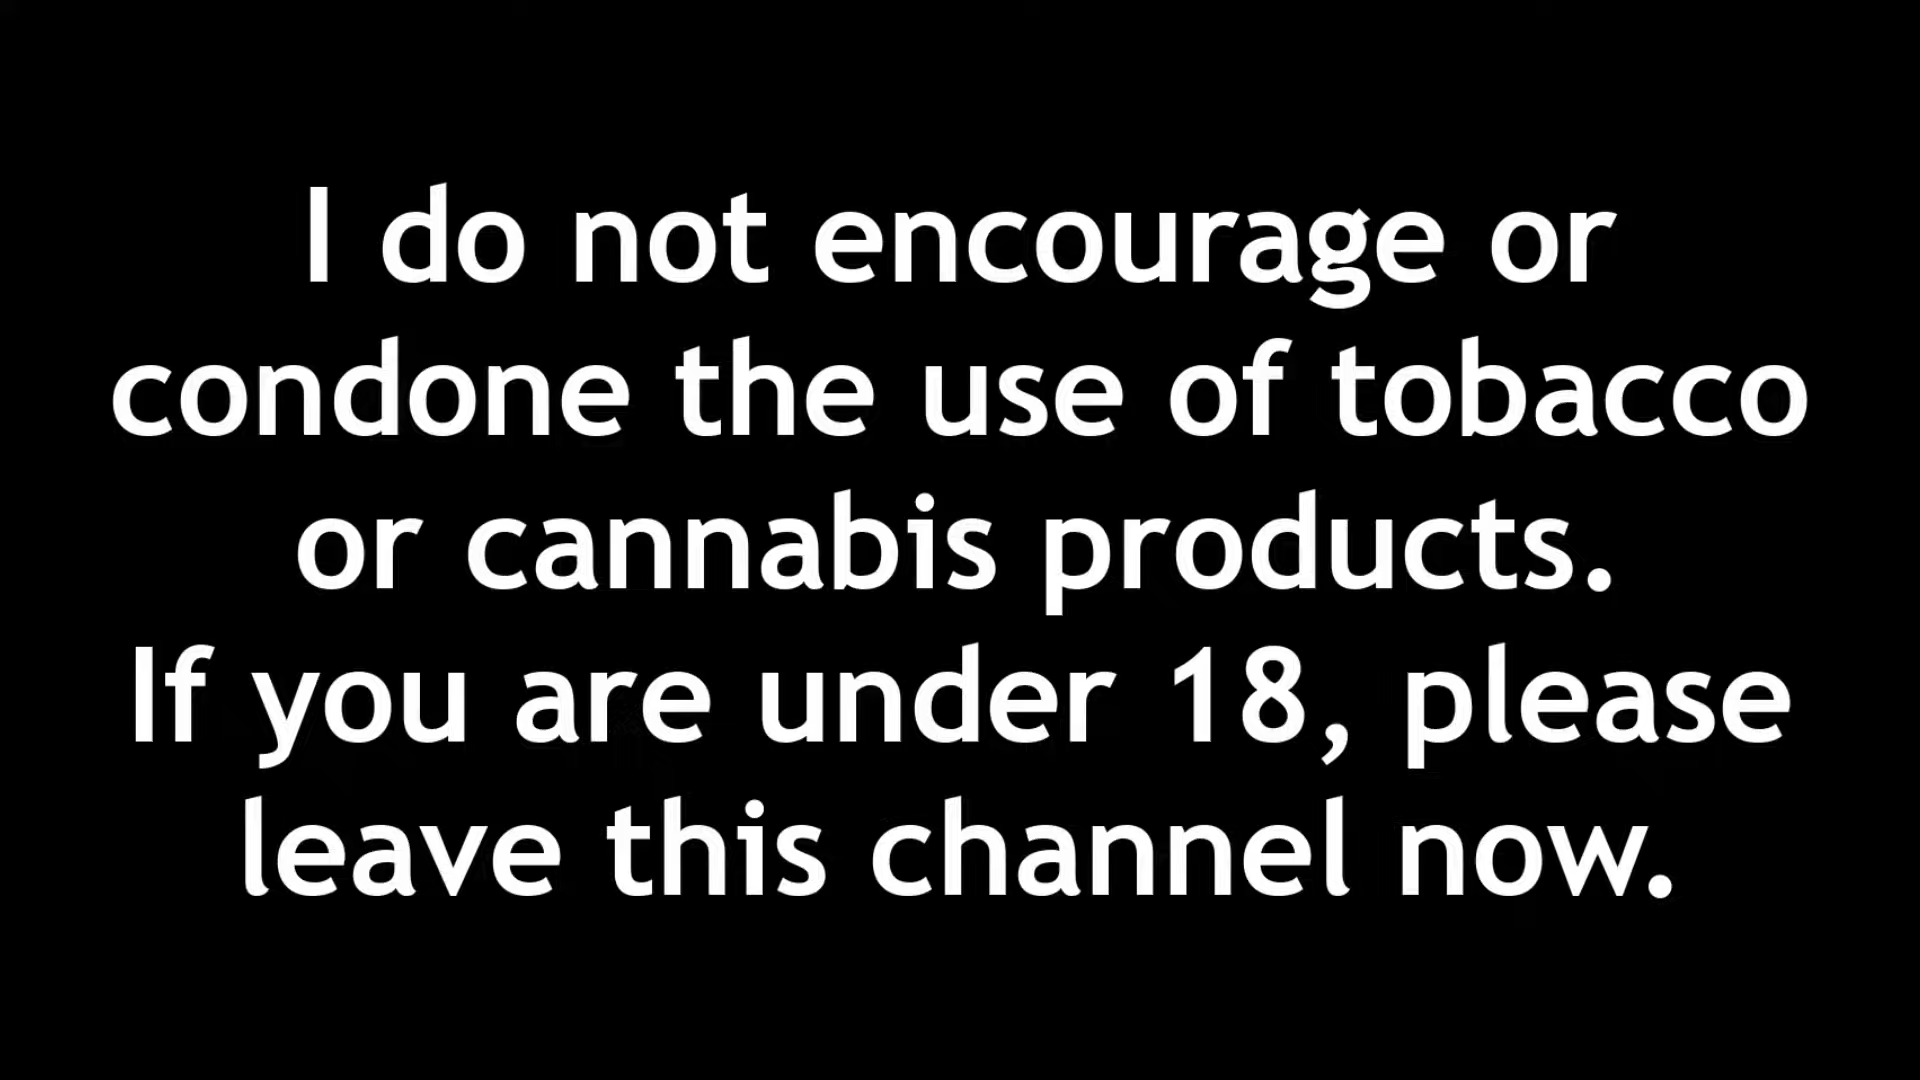 I do not encourage or
condone the use of tobacco
or cannabis products.
If you are under 18, please
leave this channel now.